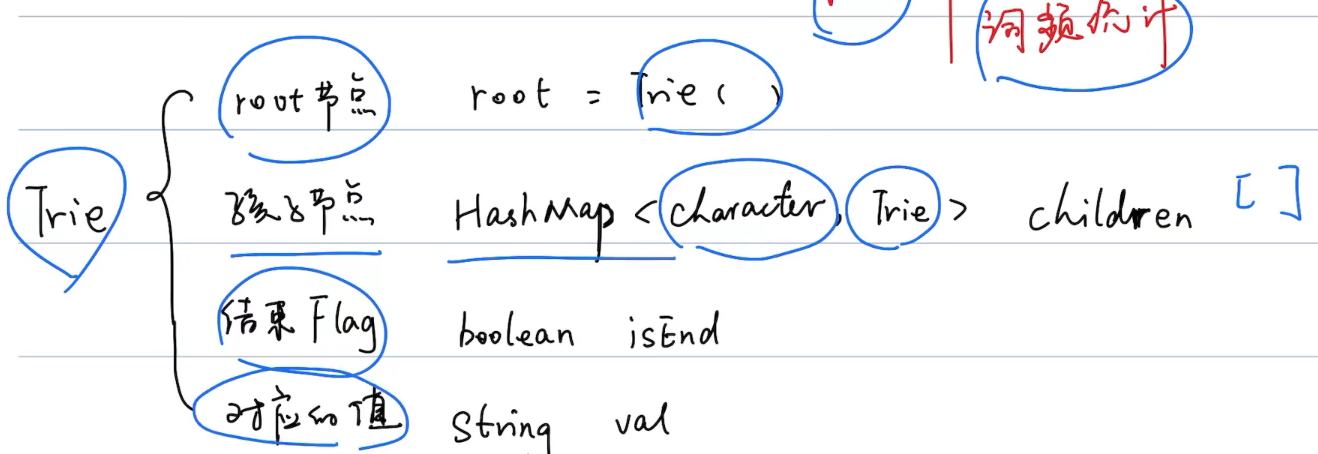 词频统计
root节点 root = Trie()
Trie
孩子节点 HashMap <character, Trie> children []
结束Flag boolean isEnd
对应的值 String val